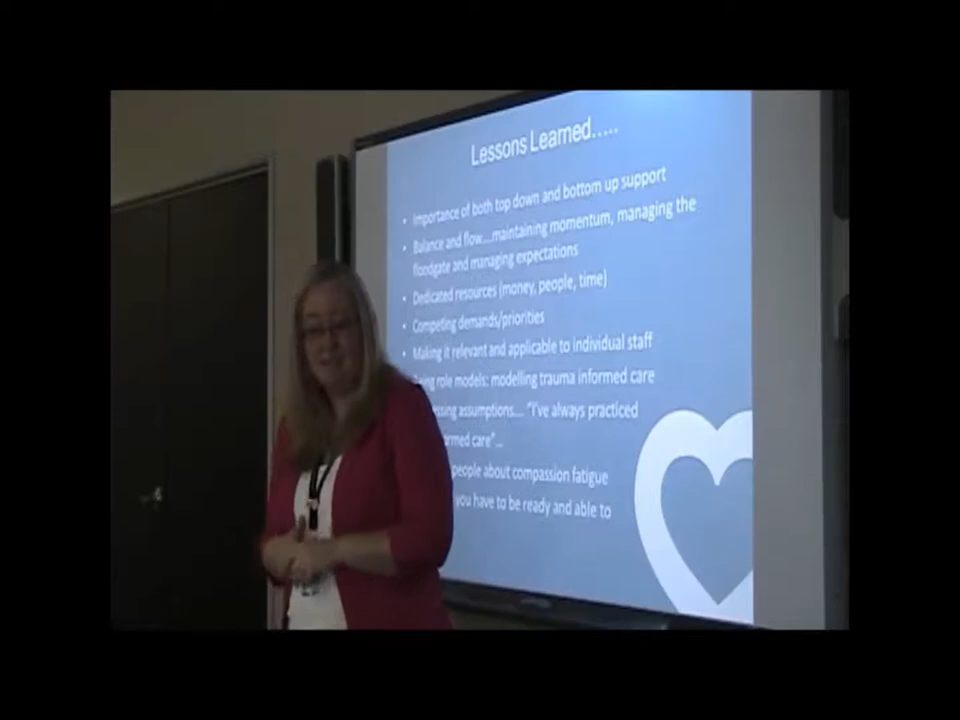 Lessons Learned.....
• Importance of both top down and bottom up support
• Balance and flow....maintaining momentum, managing the
floodgate and managing expectations
• Dedicated resources (money, people, time)
• Competing demands/priorities
• Making it relevant and applicable to individual staff
role models: modelling trauma informed care
assumptions.... "I've always practiced
care"...
people about compassion fatigue
you have to be ready and able to